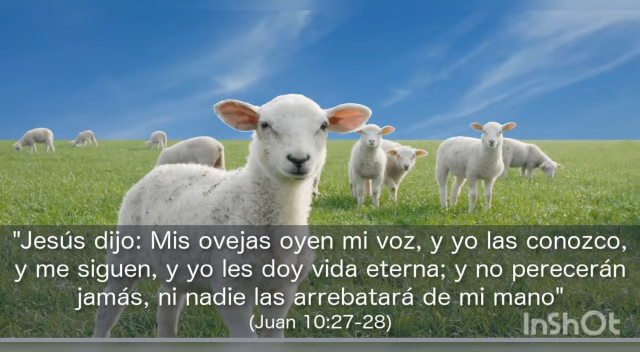 "Jesús dijo: Mis ovejas oyen mi voz, y yo las conozco,
y me siguen, y yo les doy vida eterna; y no perecerán
jamás, ni nadie las arrebatará de mi mano"
(Juan 10:27-28)
InShOt